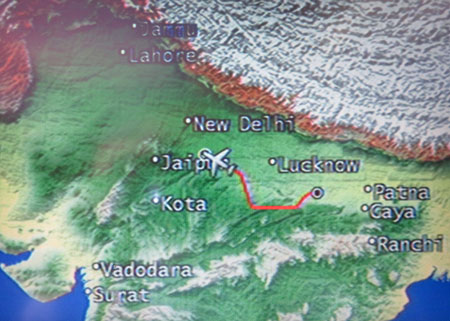 Jammu
Lahore
New Delhi
Jaipur
Lucknow
Kota
Patna
Gaya
Ranchi
Vadodara
Surat